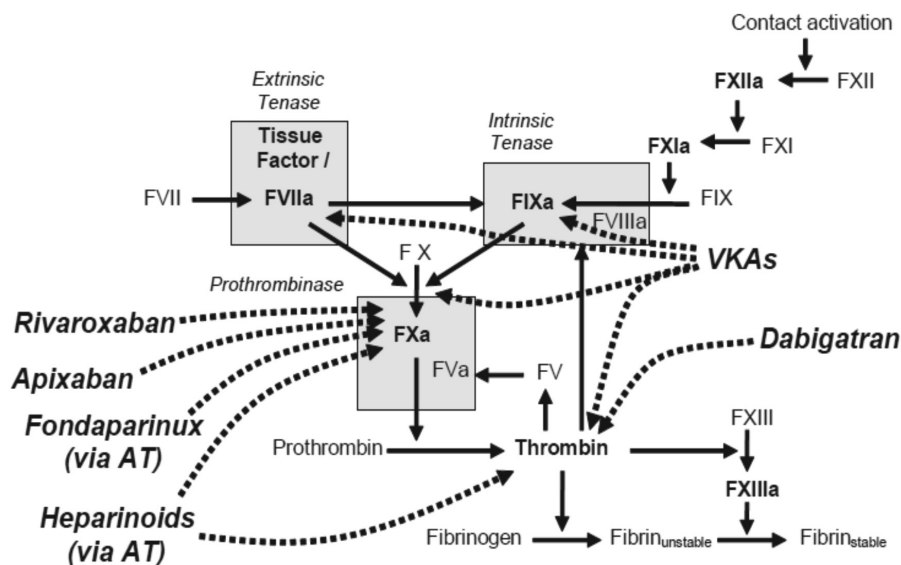 Contact activation
FXIIa
FXII
Extrinsic
Tenase
Intrinsic
Tenase
FXIa
FXI
Tissue
Factor /
FVII
FVIIa
FIXa
FIX
FVIIIa
F X
VKAs
Prothrombinase
Rivaroxaban
FXa
Dabigatran
Apixaban
FVa
FV
Fondaparinux
(via AT)
Prothrombin
Thrombin
FXIII
FXIIIa
Heparinoids
(via AT)
Fibrinogen
Fibrinunstable
Fibrinstable